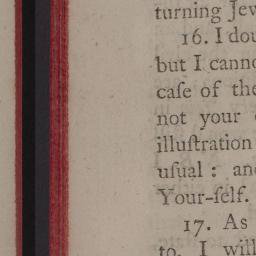 turning Jew
16. I dou
but I canno
caſe of the
not your
illuſtration
uſual : an
Your-ſelf.
17. As
to, I will